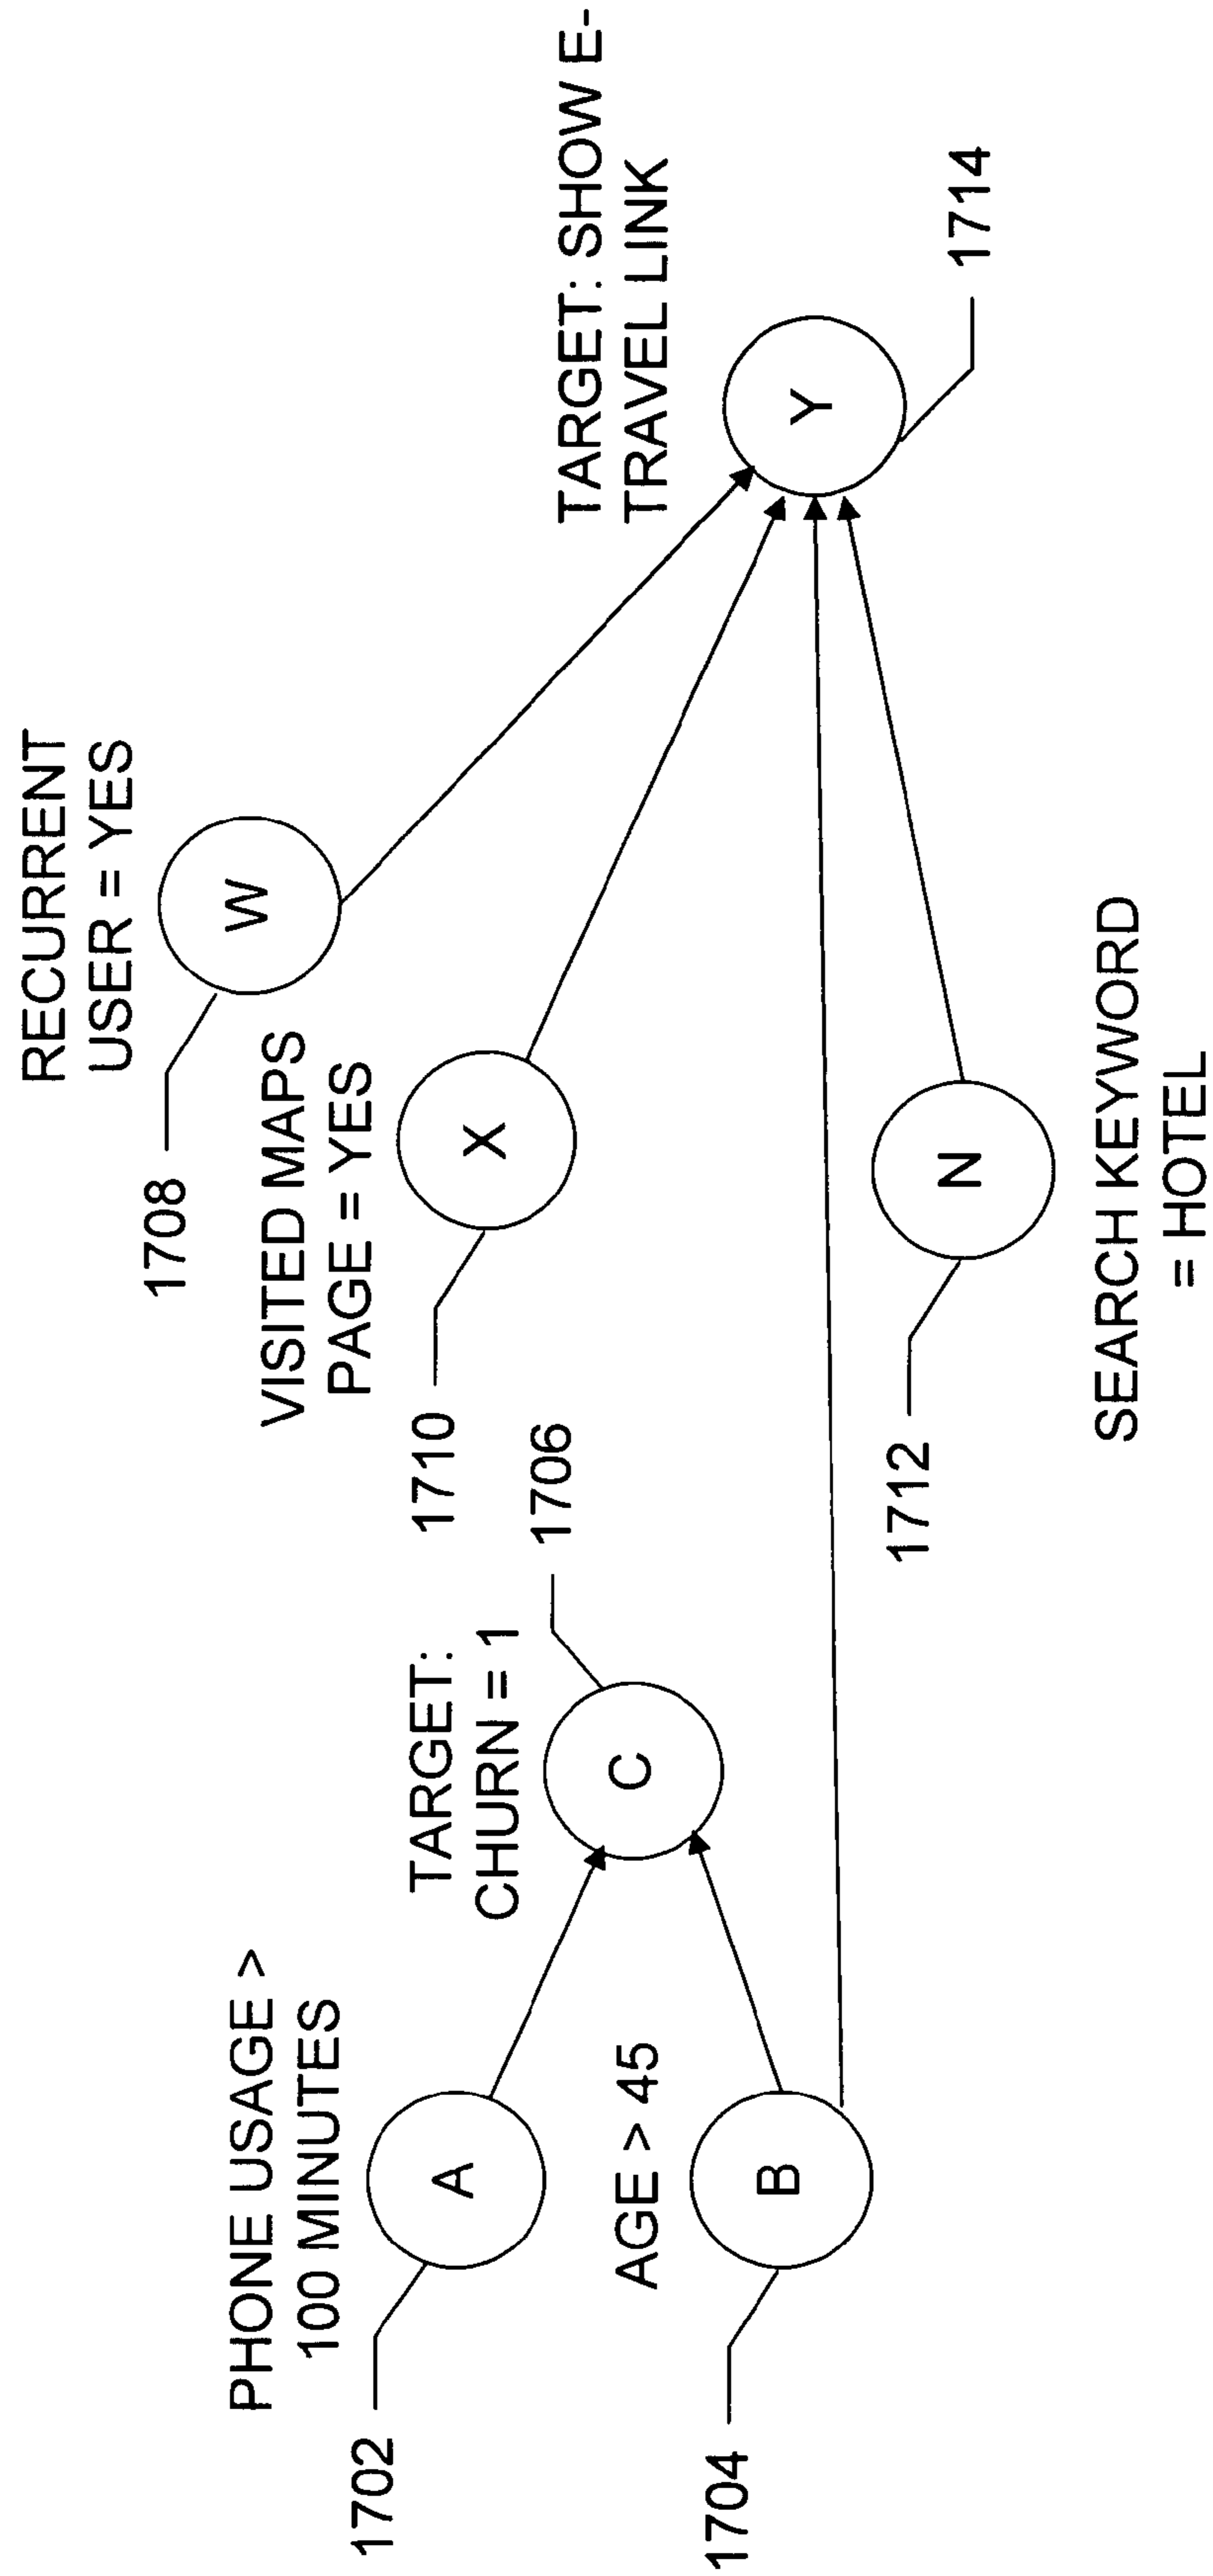 RECURRENT
USER = YES
W
1708
VISITED MAPS
PAGE = YES
X
1710
TARGET: SHOW E-
TRAVEL LINK
Y
1714
PHONE USAGE >
100 MINUTES
A
1702
TARGET:
CHURN = 1
C
1706
AGE > 45
B
1704
N
1712
SEARCH KEYWORD
= HOTEL